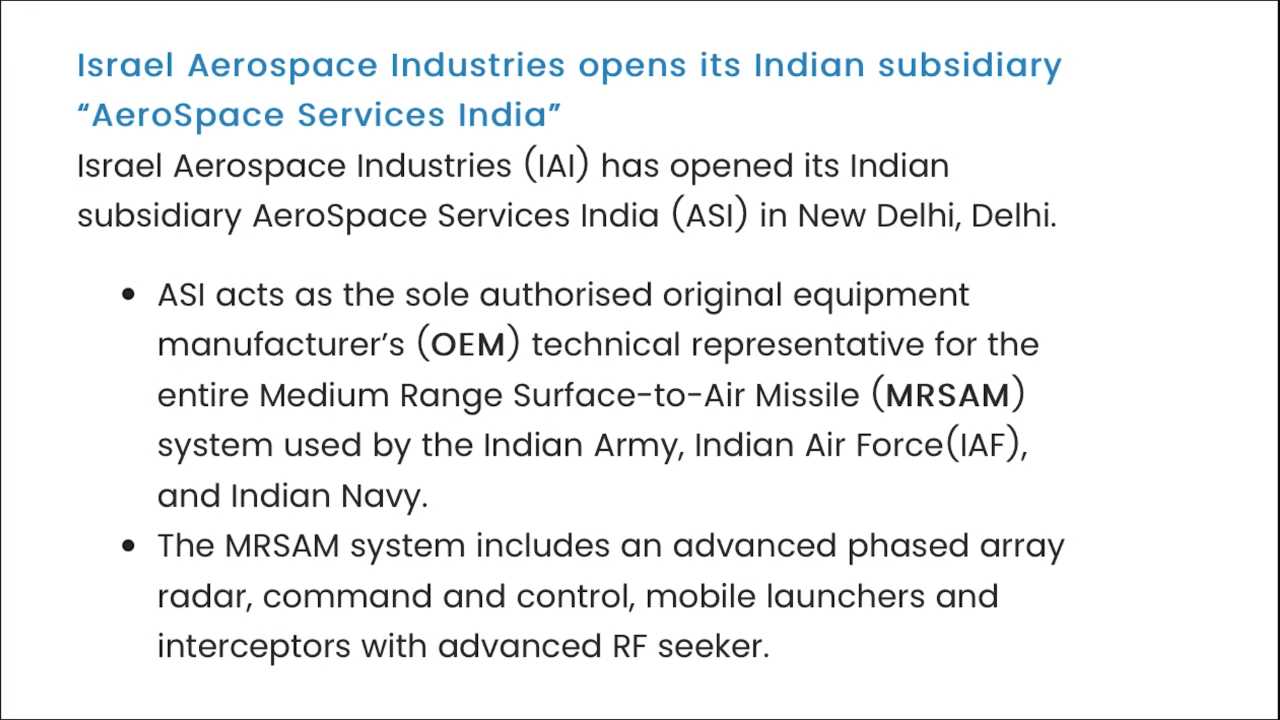 Israel Aerospace Industries opens its Indian subsidiary
“AeroSpace Services India”
Israel Aerospace Industries (IAI) has opened its Indian
subsidiary AeroSpace Services India (ASI) in New Delhi, Delhi.
• ASI acts as the sole authorised original equipment
manufacturer’s (OEM) technical representative for the
entire Medium Range Surface-to-Air Missile (MRSAM)
system used by the Indian Army, Indian Air Force(IAF),
and Indian Navy.
• The MRSAM system includes an advanced phased array
radar, command and control, mobile launchers and
interceptors with advanced RF seeker.